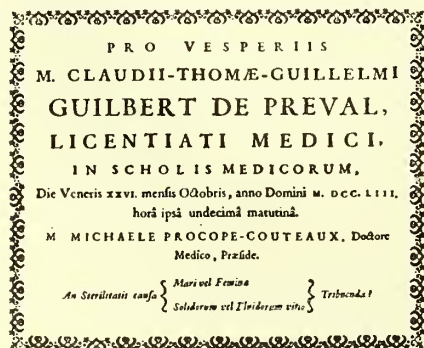 PRO VESPERIIS
M. CLAUDII-THOMÆ-GUILLELMI
GUILBERT DE PREVAL,
LICENTIATI MEDICI,
IN SCHOLIS MEDICORUM,
Die Veneris XXVI. mensis Octobris, anno Domini M. DCC. LIII.
horâ ipsâ undecimâ matutinâ.
M MICHAELE PROCOPE-COUTEAUX, Doctore
Medico, Præside.
An Sterilitatis causa { Mari vel Feminæ
Solidorum vel Fluidorum vitio } Tribuenda?